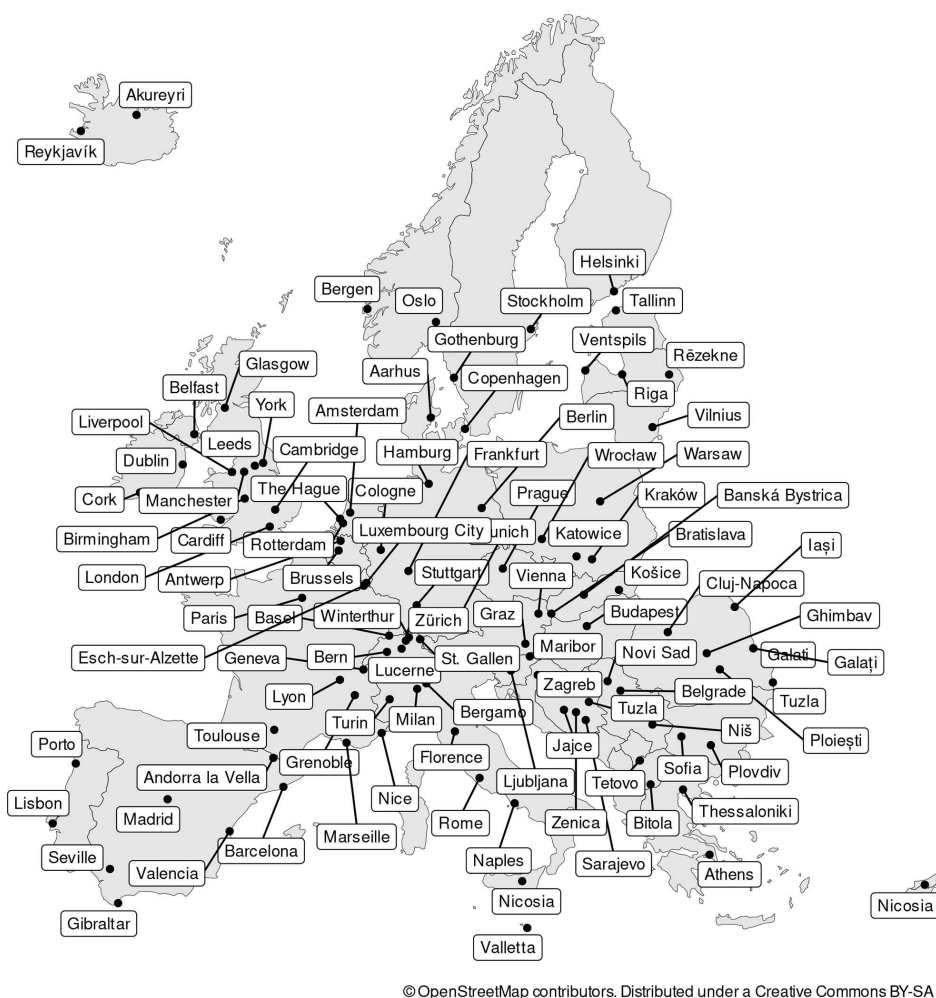 Akureyri
Reykjavík
Helsinki
Bergen
Oslo
Stockholm
Tallinn
Gothenburg
Ventspils
Rēzekne
Glasgow
Aarhus
Copenhagen
Belfast
Riga
York
Amsterdam
Berlin
Vilnius
Liverpool
Leeds
Cambridge
Hamburg
Frankfurt
Wrocław
Warsaw
Dublin
The Hague
Cologne
Prague
Kraków
Banská Bystrica
Cork
Manchester
Luxembourg City
unich
Katowice
Bratislava
Birmingham
Cardiff
Rotterdam
Iași
London
Antwerp
Brussels
Stuttgart
Vienna
Košice
Cluj-Napoca
Paris
Basel
Winterthur
Zürich
Graz
Budapest
Ghimbav
Esch-sur-Alzette
Geneva
Bern
St. Gallen
Maribor
Novi Sad
Galati
Galați
Lucerne
Lyon
Zagreb
Belgrade
Tuzla
Turin
Milan
Bergamo
Tuzla
Niš
Ploiești
Porto
Toulouse
Florence
Jajce
Andorra la Vella
Grenoble
Ljubljana
Tetovo
Sofia
Plovdiv
Lisbon
Madrid
Nice
Rome
Zenica
Bitola
Thessaloniki
Seville
Valencia
Barcelona
Marseille
Naples
Sarajevo
Athens
Gibraltar
Nicosia
Nicosia
Valletta
© OpenStreetMap contributors. Distributed under a Creative Commons BY-SA